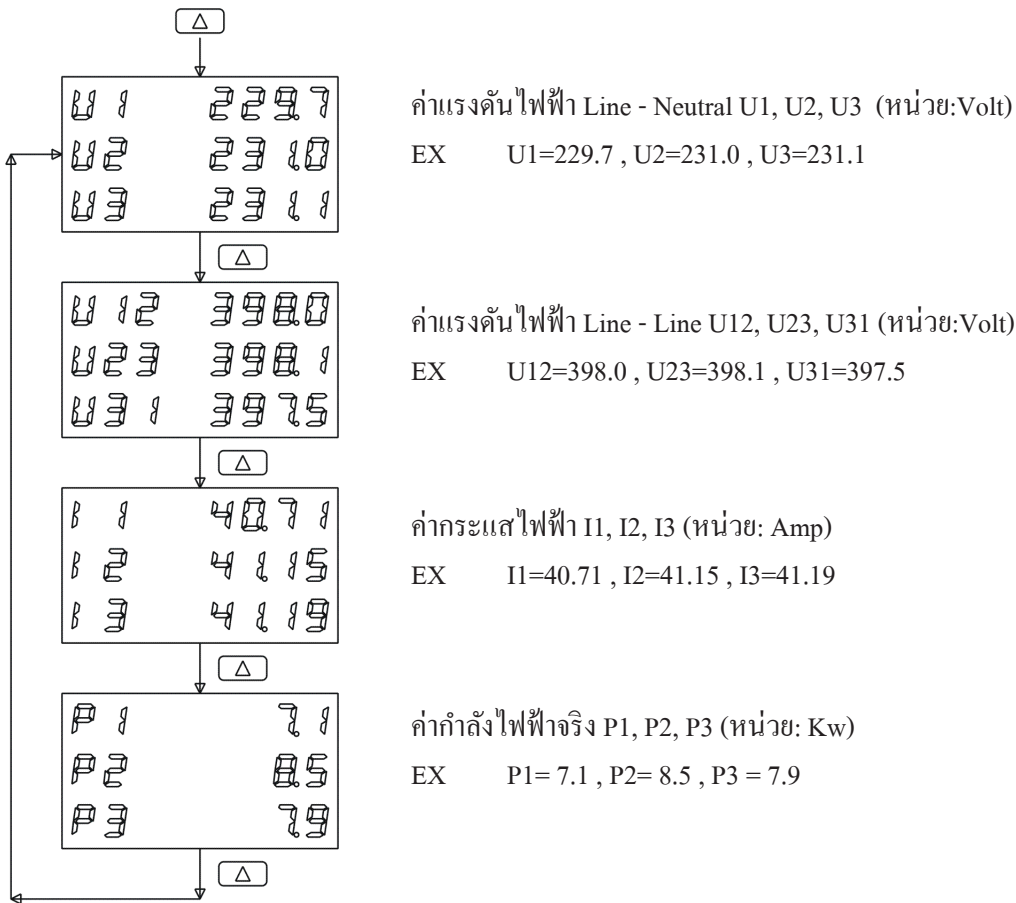 U1 229.7
U2 231.0
U3 231.1
ค่าแรงดันไฟฟ้า Line - Neutral U1, U2, U3 (หน่วย:Volt)
EX U1=229.7 , U2=231.0 , U3=231.1
U12 398.0
U23 398.1
U31 397.5
ค่าแรงดันไฟฟ้า Line - Line U12, U23, U31 (หน่วย:Volt)
EX U12=398.0 , U23=398.1 , U31=397.5
I1 40.71
I2 41.15
I3 41.19
ค่ากระแสไฟฟ้า I1, I2, I3 (หน่วย: Amp)
EX I1=40.71 , I2=41.15 , I3=41.19
P1 7.1
P2 8.5
P3 7.9
ค่ากำลังไฟฟ้าจริง P1, P2, P3 (หน่วย: Kw)
EX P1= 7.1 , P2= 8.5 , P3 = 7.9